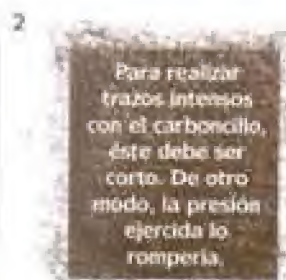 2
Para realizar
trazos intensos
con el carboncillo,
éste debe ser
corto. De otro
modo, la presión
ejercida lo
rompería.